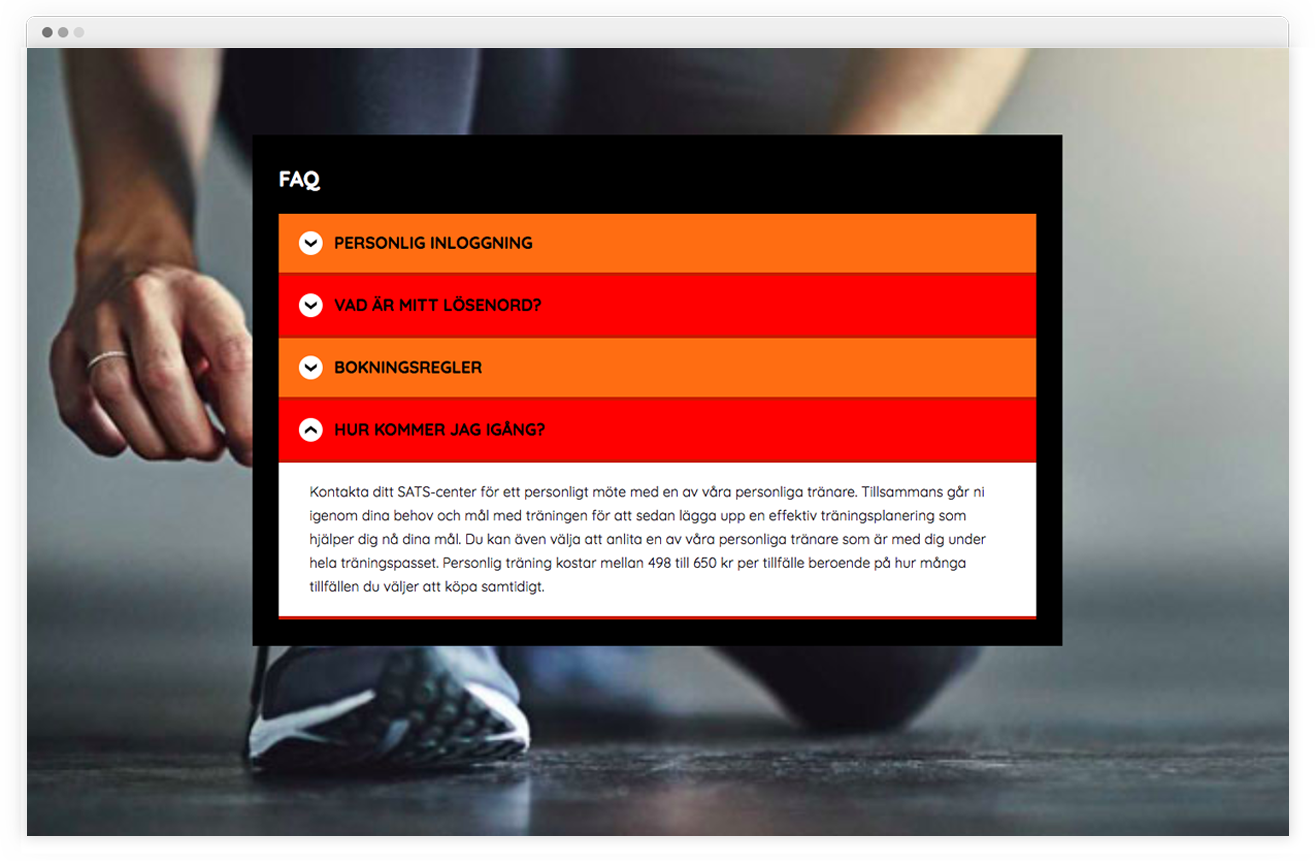 FAQ
PERSONLIG INLOGGNING
VAD ÄR MITT LÖSENORD?
BOKNINGSREGLER
HUR KOMMER JAG IGÅNG?
Kontakta ditt SATS-center för ett personligt möte med en av våra personliga tränare. Tillsammans går ni
igenom dina behov och mål med träningen för att sedan lägga upp en effektiv träningsplanering som
hjälper dig nå dina mål. Du kan även välja att anlita en av våra personliga tränare som är med dig under
hela träningspasset. Personlig träning kostar mellan 498 till 650 kr per tillfälle beroende på hur många
tillfällen du väljer att köpa samtidigt.